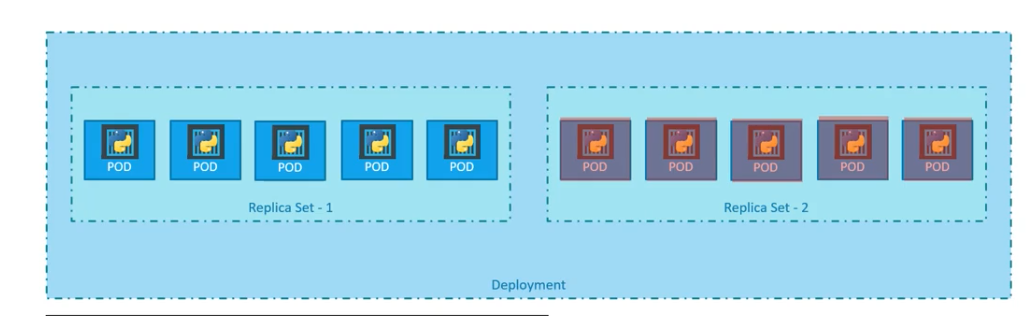 POD POD POD POD POD POD POD POD POD POD
Replica Set - 1 Replica Set - 2
Deployment